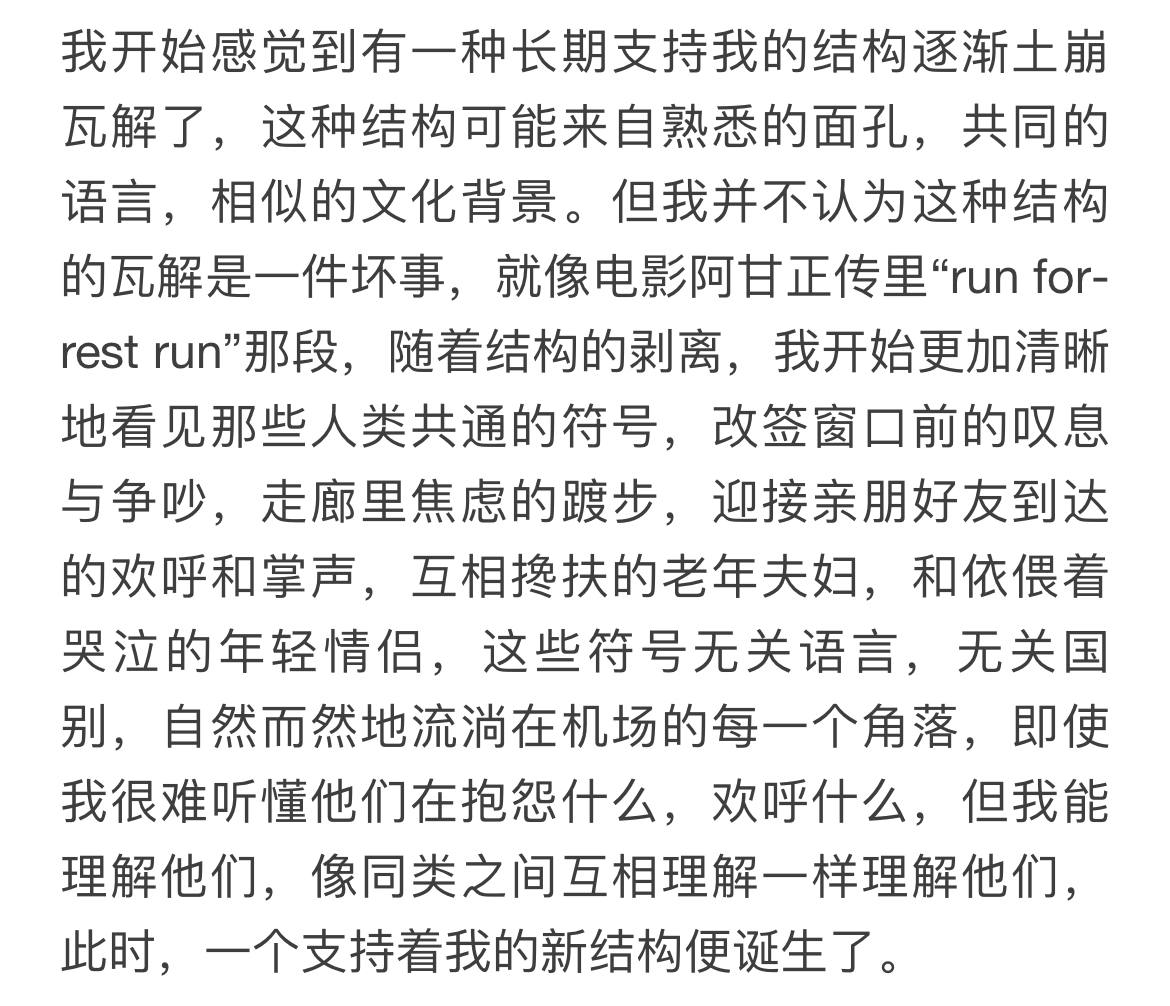 我开始感觉到有一种长期支持我的结构逐渐土崩
瓦解了，这种结构可能来自熟悉的面孔，共同的
语言，相似的文化背景。但我并不认为这种结构
的瓦解是一件坏事，就像电影阿甘正传里“run for-
rest run”那段，随着结构的剥离，我开始更加清晰
地看见那些人类共通的符号，改签窗口前的叹息
与争吵，走廊里焦虑的踱步，迎接亲朋好友到达
的欢呼和掌声，互相搀扶的老年夫妇，和依偎着
哭泣的年轻情侣，这些符号无关语言，无关国
别，自然而然地流淌在机场的每一个角落，即使
我很难听懂他们在抱怨什么，欢呼什么，但我能
理解他们，像同类之间互相理解一样理解他们，
此时，一个支持着我的新结构便诞生了。